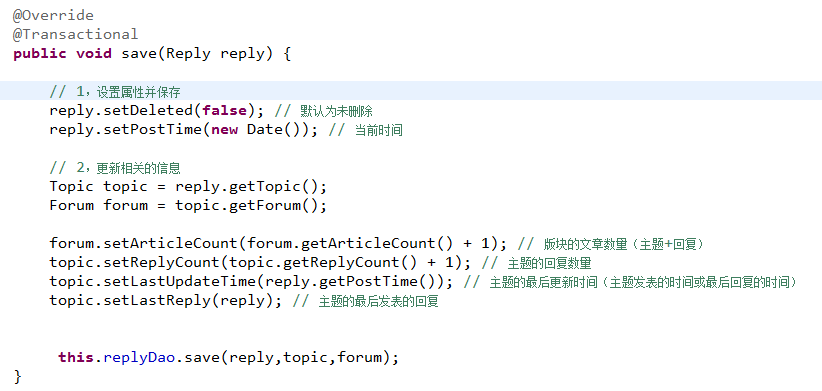 @Override
@Transactional
public void save(Reply reply) {
// 1，设置属性并保存
reply.setDeleted(false); // 默认为未删除
reply.setPostTime(new Date()); // 当前时间
// 2，更新相关的信息
Topic topic = reply.getTopic();
Forum forum = topic.getForum();
forum.setArticleCount(forum.getArticleCount() + 1); // 版块的文章数量（主题+回复）
topic.setReplyCount(topic.getReplyCount() + 1); // 主题的回复数量
topic.setLastUpdateTime(reply.getPostTime()); // 主题的最后更新时间（主题发表的时间或最后回复的时间）
topic.setLastReply(reply); // 主题的最后发表的回复
this.replyDao.save(reply,topic,forum);
}